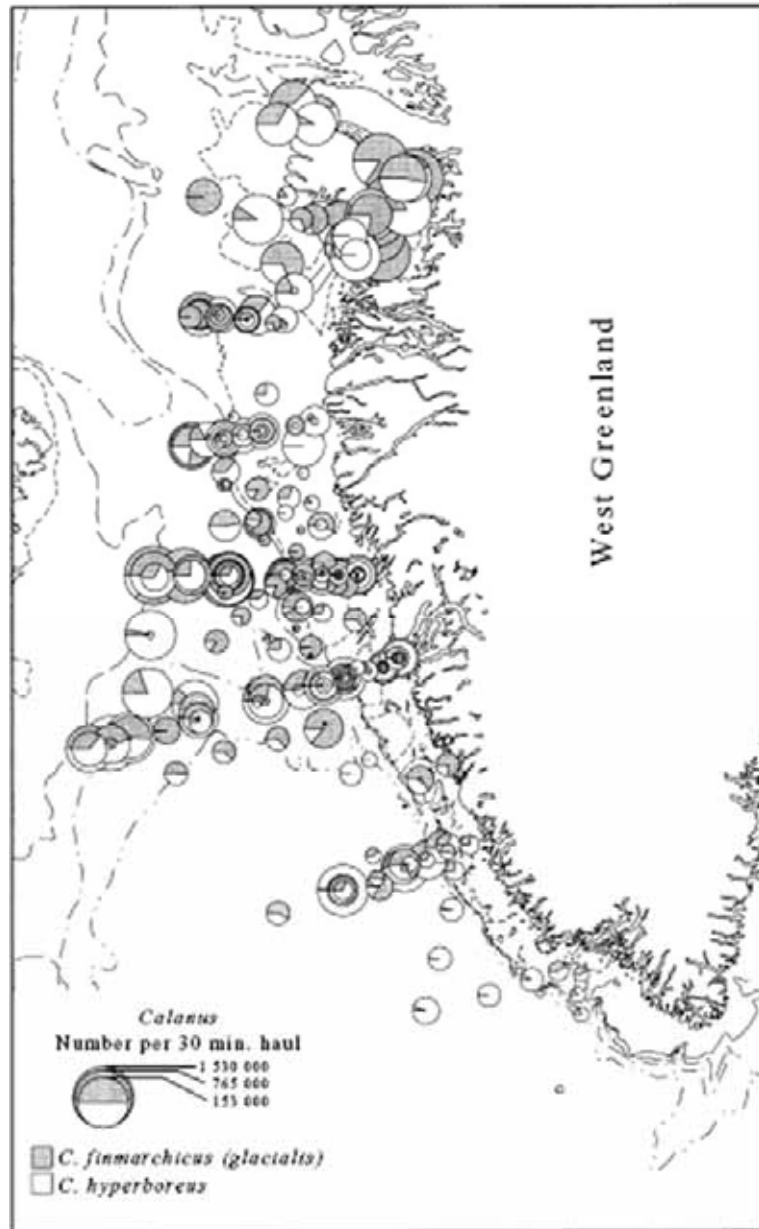 West Greenland
Calanus
Number per 30 min. haul
1 530 000
765 000
153 000
C. finmarchicus (glacialis)
C. hyperboreus